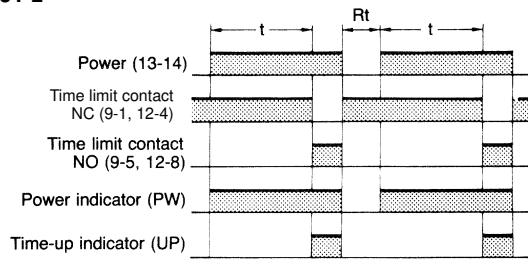 Rt
t
t
Power (13-14)
Time limit contact
NC (9-1, 12-4)
Time limit contact
NO (9-5, 12-8)
Power indicator (PW)
Time-up indicator (UP)